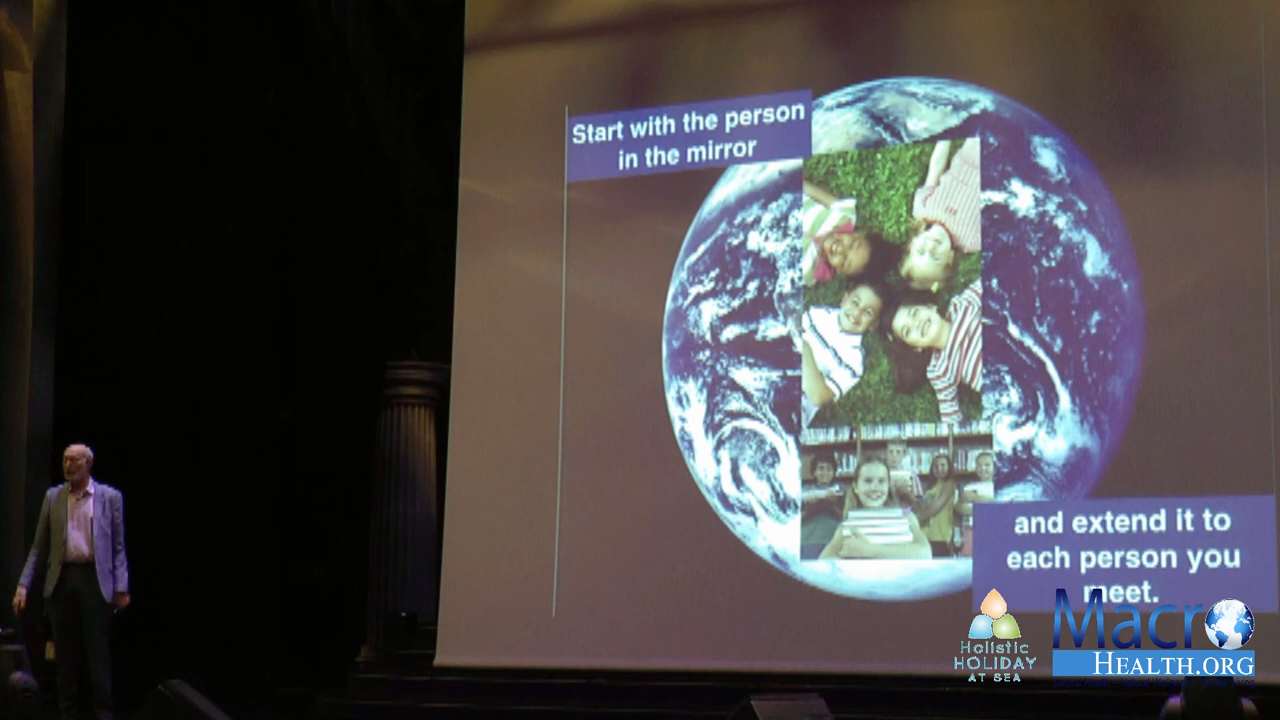 Start with the person
in the mirror
and extend it to
each person you
meet.
Holistic
HOLIDAY
AT SEA
Macro
HEALTH.ORG